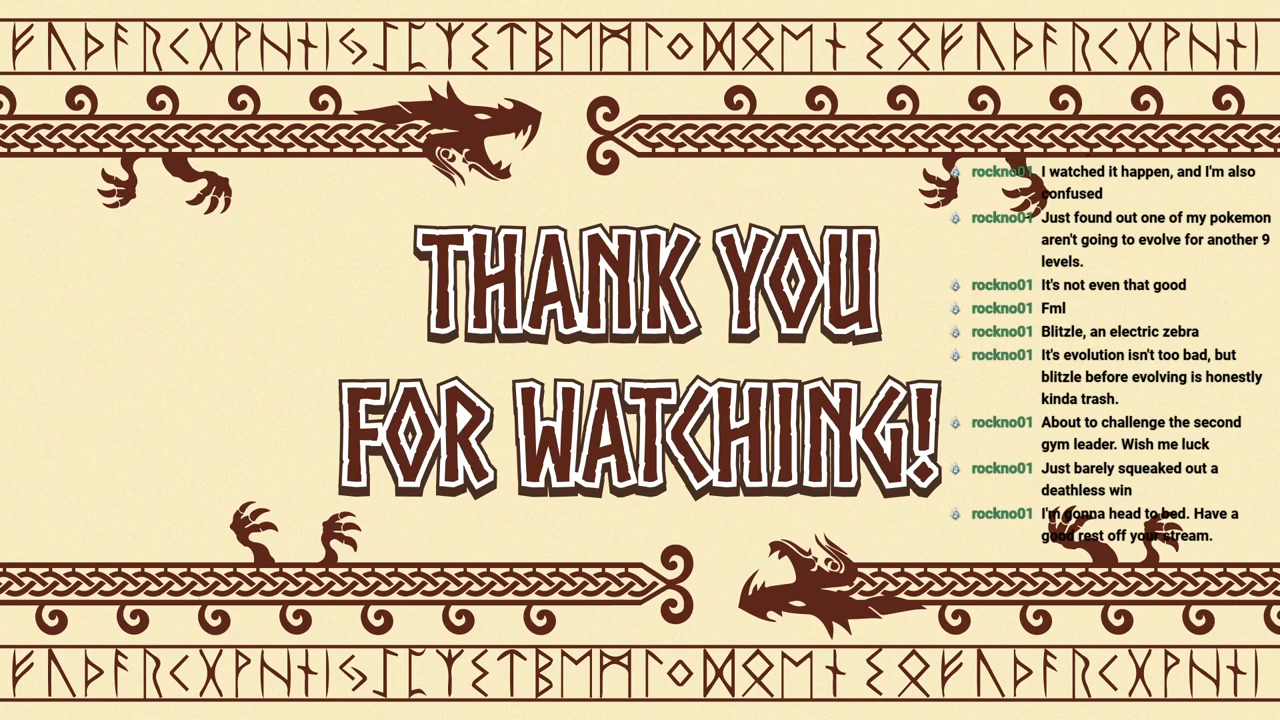 ᚠᚢᚦᚨᚱᚲᚷᚹᚺᚾᛁᛃᛇᛈᛉᛊᛏᛒᛖᛗᛚᛜᛞᛟᛖᚾᛊᛟᚠᚢᚦᚨᚱᚲᚷᚹᚺᚾᛁ
THANK YOU
FOR WATCHING!
rockno01 I watched it happen, and I'm also
confused
rockno01 Just found out one of my pokemon
aren't going to evolve for another 9
levels.
rockno01 It's not even that good
rockno01 Fml
rockno01 Blitzle, an electric zebra
rockno01 It's evolution isn't too bad, but
blitzle before evolving is honestly
kinda trash.
rockno01 About to challenge the second
gym leader. Wish me luck
rockno01 Just barely squeaked out a
deathless win
rockno01 I'm gonna head to bed. Have a
good rest off your stream.
ᚠᚢᚦᚨᚱᚲᚷᚹᚺᚾᛁᛃᛇᛈᛉᛊᛏᛒᛖᛗᛚᛜᛞᛟᛖᚾᛊᛟᚠᚢᚦᚨᚱᚲᚷᚹᚺᚾᛁ